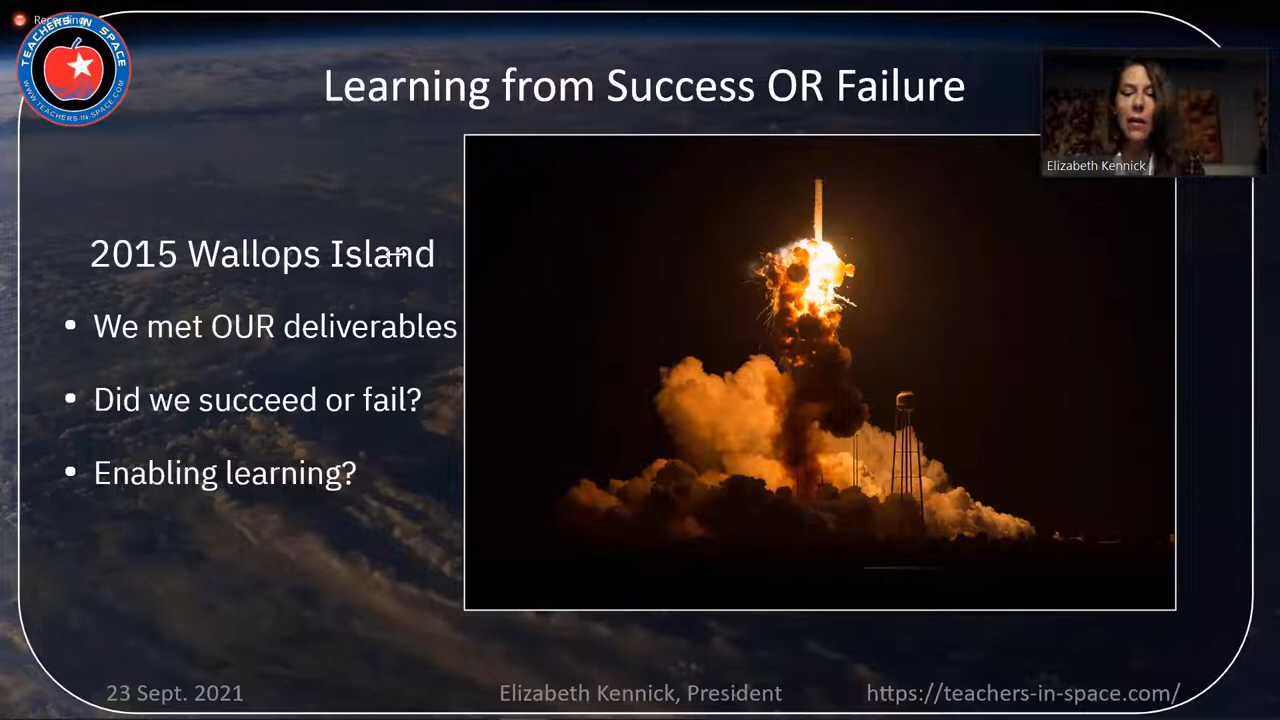 Recording
TEACHERS IN SPACE
WWW.TEACHERS-IN-SPACE.COM
Learning from Success OR Failure
Elizabeth Kennick
2015 Wallops Island
• We met OUR deliverables
• Did we succeed or fail?
• Enabling learning?
23 Sept. 2021
Elizabeth Kennick, President
https://teachers-in-space.com/